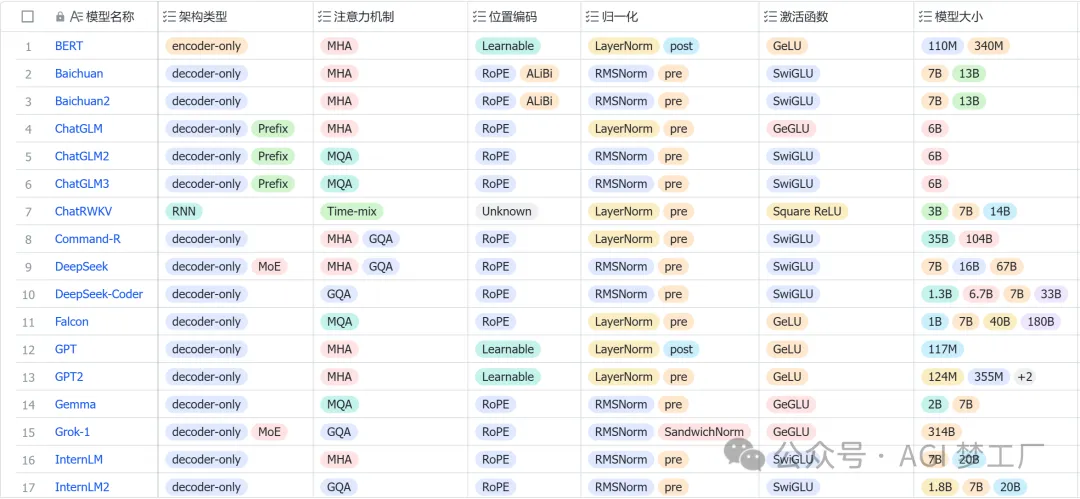 模型名称 架构类型 注意力机制 位置编码 归一化 激活函数 模型大小
1 BERT encoder-only MHA Learnable LayerNorm post GeLU 110M 340M
2 Baichuan decoder-only MHA RoPE ALiBi RMSNorm pre SwiGLU 7B 13B
3 Baichuan2 decoder-only MHA RoPE ALiBi RMSNorm pre SwiGLU 7B 13B
4 ChatGLM decoder-only Prefix MHA RoPE LayerNorm pre GeGLU 6B
5 ChatGLM2 decoder-only Prefix MQA RoPE RMSNorm pre SwiGLU 6B
6 ChatGLM3 decoder-only Prefix MQA RoPE RMSNorm pre SwiGLU 6B
7 ChatRWKV RNN Time-mix Unknown LayerNorm pre Square ReLU 3B 7B 14B
8 Command-R decoder-only MHA GQA RoPE LayerNorm pre SwiGLU 35B 104B
9 DeepSeek decoder-only MoE MHA GQA RoPE RMSNorm pre SwiGLU 7B 16B 67B
10 DeepSeek-Coder decoder-only GQA RoPE RMSNorm pre SwiGLU 1.3B 6.7B 7B 33B
11 Falcon decoder-only MQA RoPE LayerNorm pre GeLU 1B 7B 40B 180B
12 GPT decoder-only MHA Learnable LayerNorm post GeLU 117M
13 GPT2 decoder-only MHA Learnable LayerNorm pre GeLU 124M 355M +2
14 Gemma decoder-only MQA RoPE RMSNorm pre GeGLU 2B 7B
15 Grok-1 decoder-only MoE GQA RoPE RMSNorm SandwichNorm GeGLU 314B
16 InternLM decoder-only MHA RoPE RMSNorm pre SwiGLU 7B 20B
公众号 · AGI 梦工厂
17 InternLM2 decoder-only GQA RoPE RMSNorm pre SwiGLU 1.8B 7B 20B